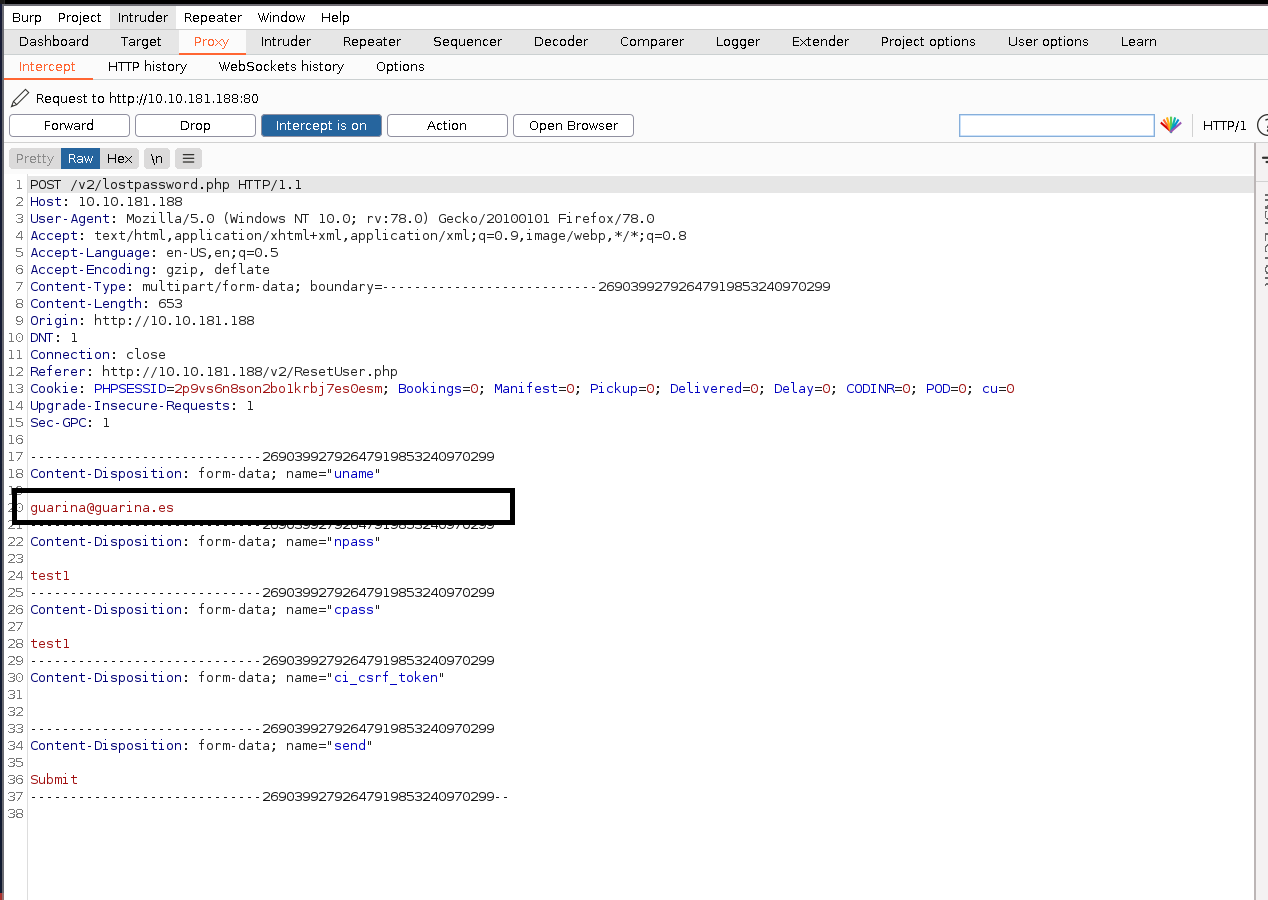 Burp Project Intruder Repeater Window Help
Dashboard Target Proxy Intruder Repeater Sequencer Decoder Comparer Logger Extender Project options User options Learn
Intercept HTTP history WebSockets history Options
Request to http://10.10.181.188:80
Forward Drop Intercept is on Action Open Browser HTTP/1 ?
Pretty Raw Hex \n
1 POST /v2/lostpassword.php HTTP/1.1
2 Host: 10.10.181.188
3 User-Agent: Mozilla/5.0 (Windows NT 10.0; rv:78.0) Gecko/20100101 Firefox/78.0
4 Accept: text/html,application/xhtml+xml,application/xml;q=0.9,image/webp,*/*;q=0.8
5 Accept-Language: en-US,en;q=0.5
6 Accept-Encoding: gzip, deflate
7 Content-Type: multipart/form-data; boundary=---------------------------26903992792647919853240970299
8 Content-Length: 653
9 Origin: http://10.10.181.188
10 DNT: 1
11 Connection: close
12 Referer: http://10.10.181.188/v2/ResetUser.php
13 Cookie: PHPSESSID=2p9vs6n8son2bo1krbj7es0esm; Bookings=0; Manifest=0; Pickup=0; Delivered=0; Delay=0; CODINR=0; POD=0; cu=0
14 Upgrade-Insecure-Requests: 1
15 Sec-GPC: 1
16
17 -----------------------------26903992792647919853240970299
18 Content-Disposition: form-data; name="uname"
19
20 guarina@guarina.es
21 -----------------------------26903992792647919853240970299
22 Content-Disposition: form-data; name="npass"
23
24 test1
25 -----------------------------26903992792647919853240970299
26 Content-Disposition: form-data; name="cpass"
27
28 test1
29 -----------------------------26903992792647919853240970299
30 Content-Disposition: form-data; name="ci_csrf_token"
31
32
33 -----------------------------26903992792647919853240970299
34 Content-Disposition: form-data; name="send"
35
36 Submit
37 -----------------------------26903992792647919853240970299--
38